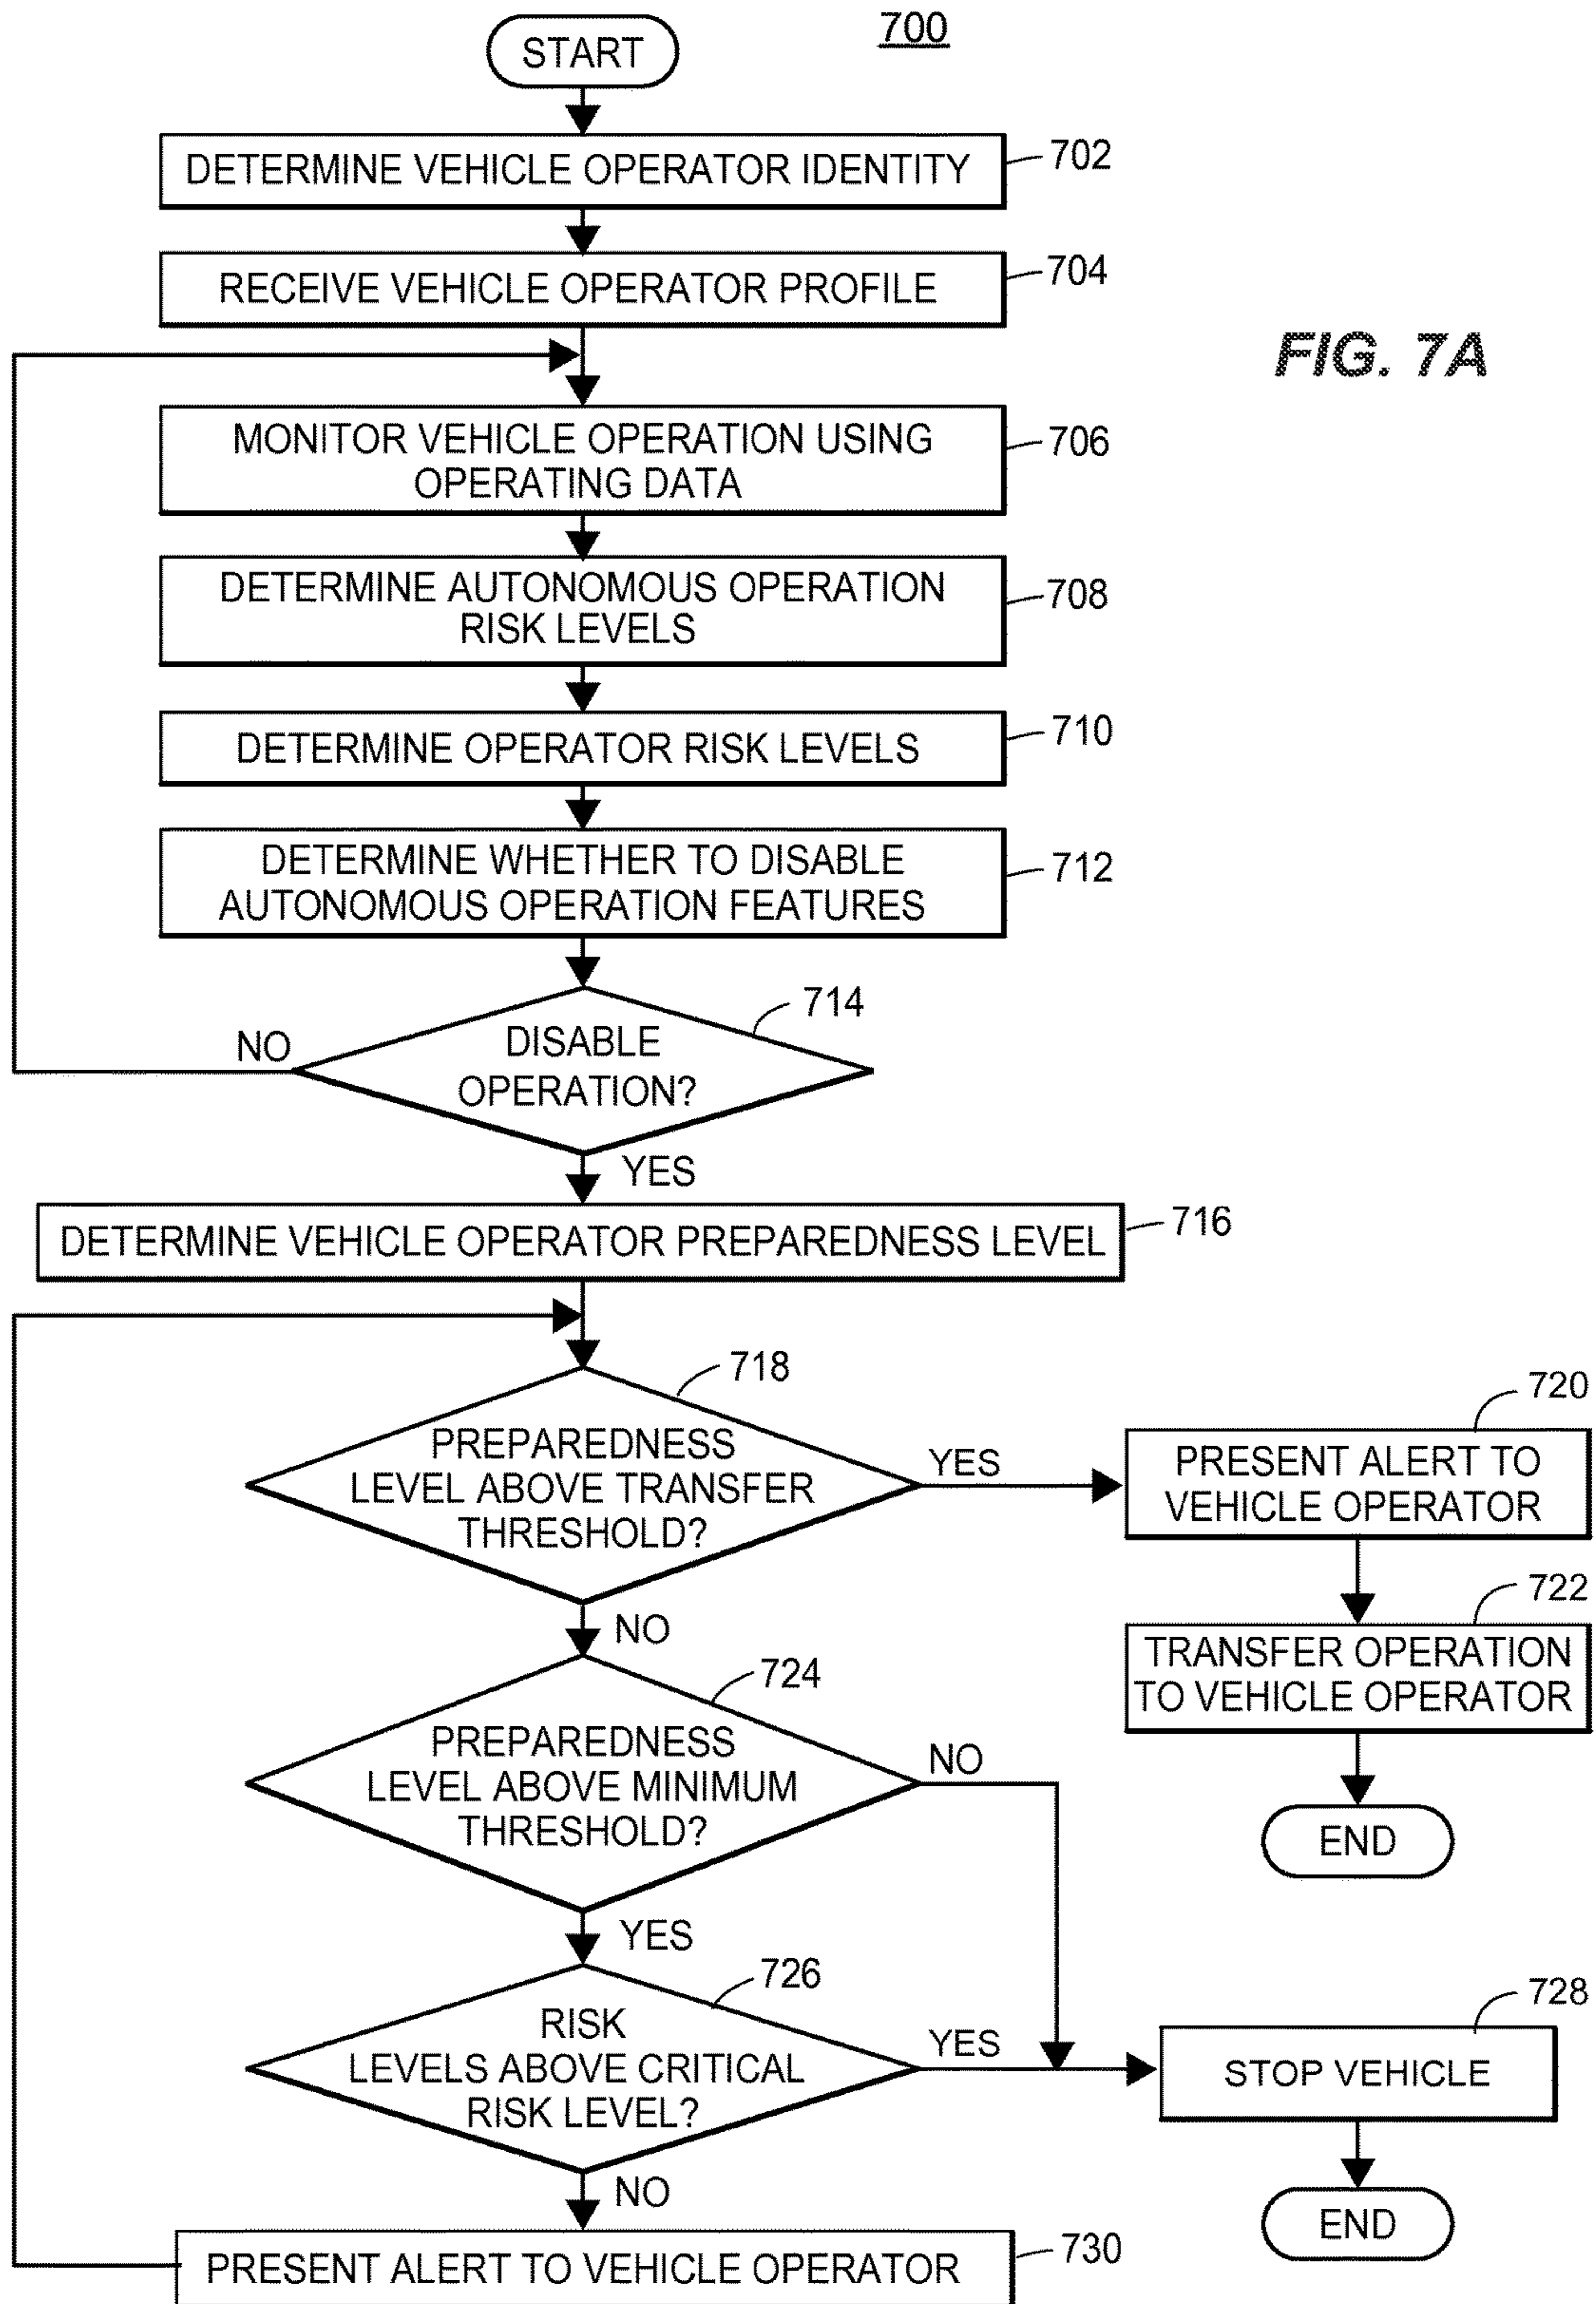 700
START
DETERMINE VEHICLE OPERATOR IDENTITY
702
RECEIVE VEHICLE OPERATOR PROFILE
704
FIG. 7A
MONITOR VEHICLE OPERATION USING
OPERATING DATA
706
DETERMINE AUTONOMOUS OPERATION
RISK LEVELS
708
DETERMINE OPERATOR RISK LEVELS
710
DETERMINE WHETHER TO DISABLE
AUTONOMOUS OPERATION FEATURES
712
714
NO
DISABLE
OPERATION?
YES
DETERMINE VEHICLE OPERATOR PREPAREDNESS LEVEL
716
718
PREPAREDNESS
LEVEL ABOVE TRANSFER
THRESHOLD?
YES
720
PRESENT ALERT TO
VEHICLE OPERATOR
NO
722
TRANSFER OPERATION
TO VEHICLE OPERATOR
END
724
PREPAREDNESS
LEVEL ABOVE MINIMUM
THRESHOLD?
NO
YES
726
RISK
LEVELS ABOVE CRITICAL
RISK LEVEL?
YES
728
STOP VEHICLE
END
NO
PRESENT ALERT TO VEHICLE OPERATOR
730